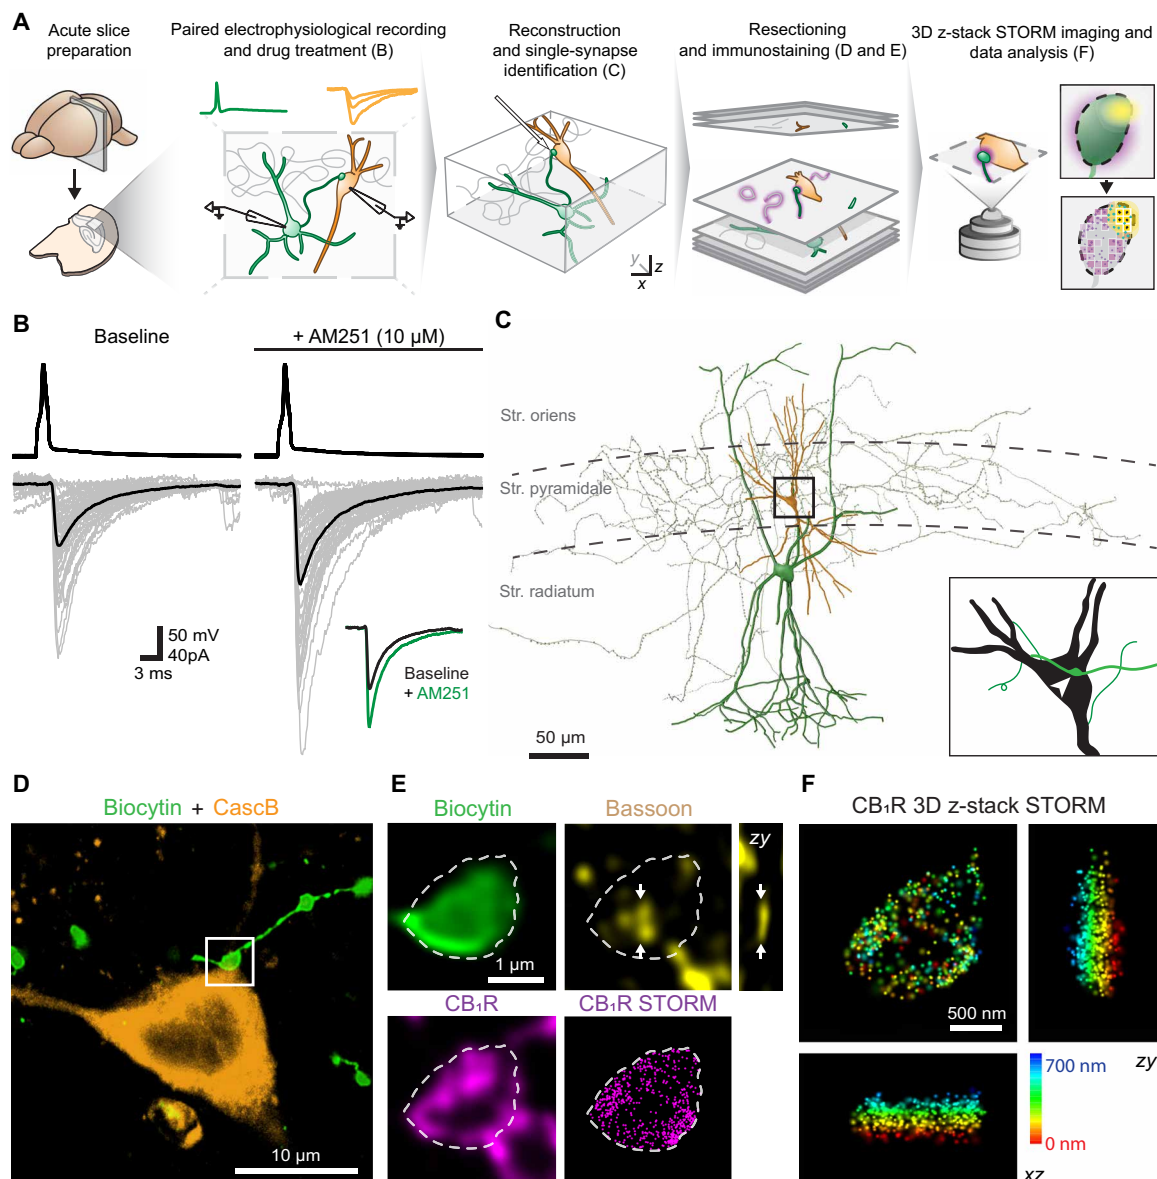 A
Acute slice
preparation
Paired electrophysiological recording
and drug treatment (B)
Reconstruction
and single-synapse
identification (C)
Resectioning
and immunostaining (D and E)
3D z-stack STORM imaging and
data analysis (F)
y
z
x
B
Baseline
+ AM251 (10 µM)
50 mV
40pA
3 ms
Baseline
+ AM251
C
Str. oriens
Str. pyramidale
Str. radiatum
50 µm
D
Biocytin + CascB
10 µm
E
Biocytin
Bassoon
zy
1 µm
CB₁R
CB₁R STORM
F
CB₁R 3D z-stack STORM
500 nm
zy
700 nm
0 nm
xz